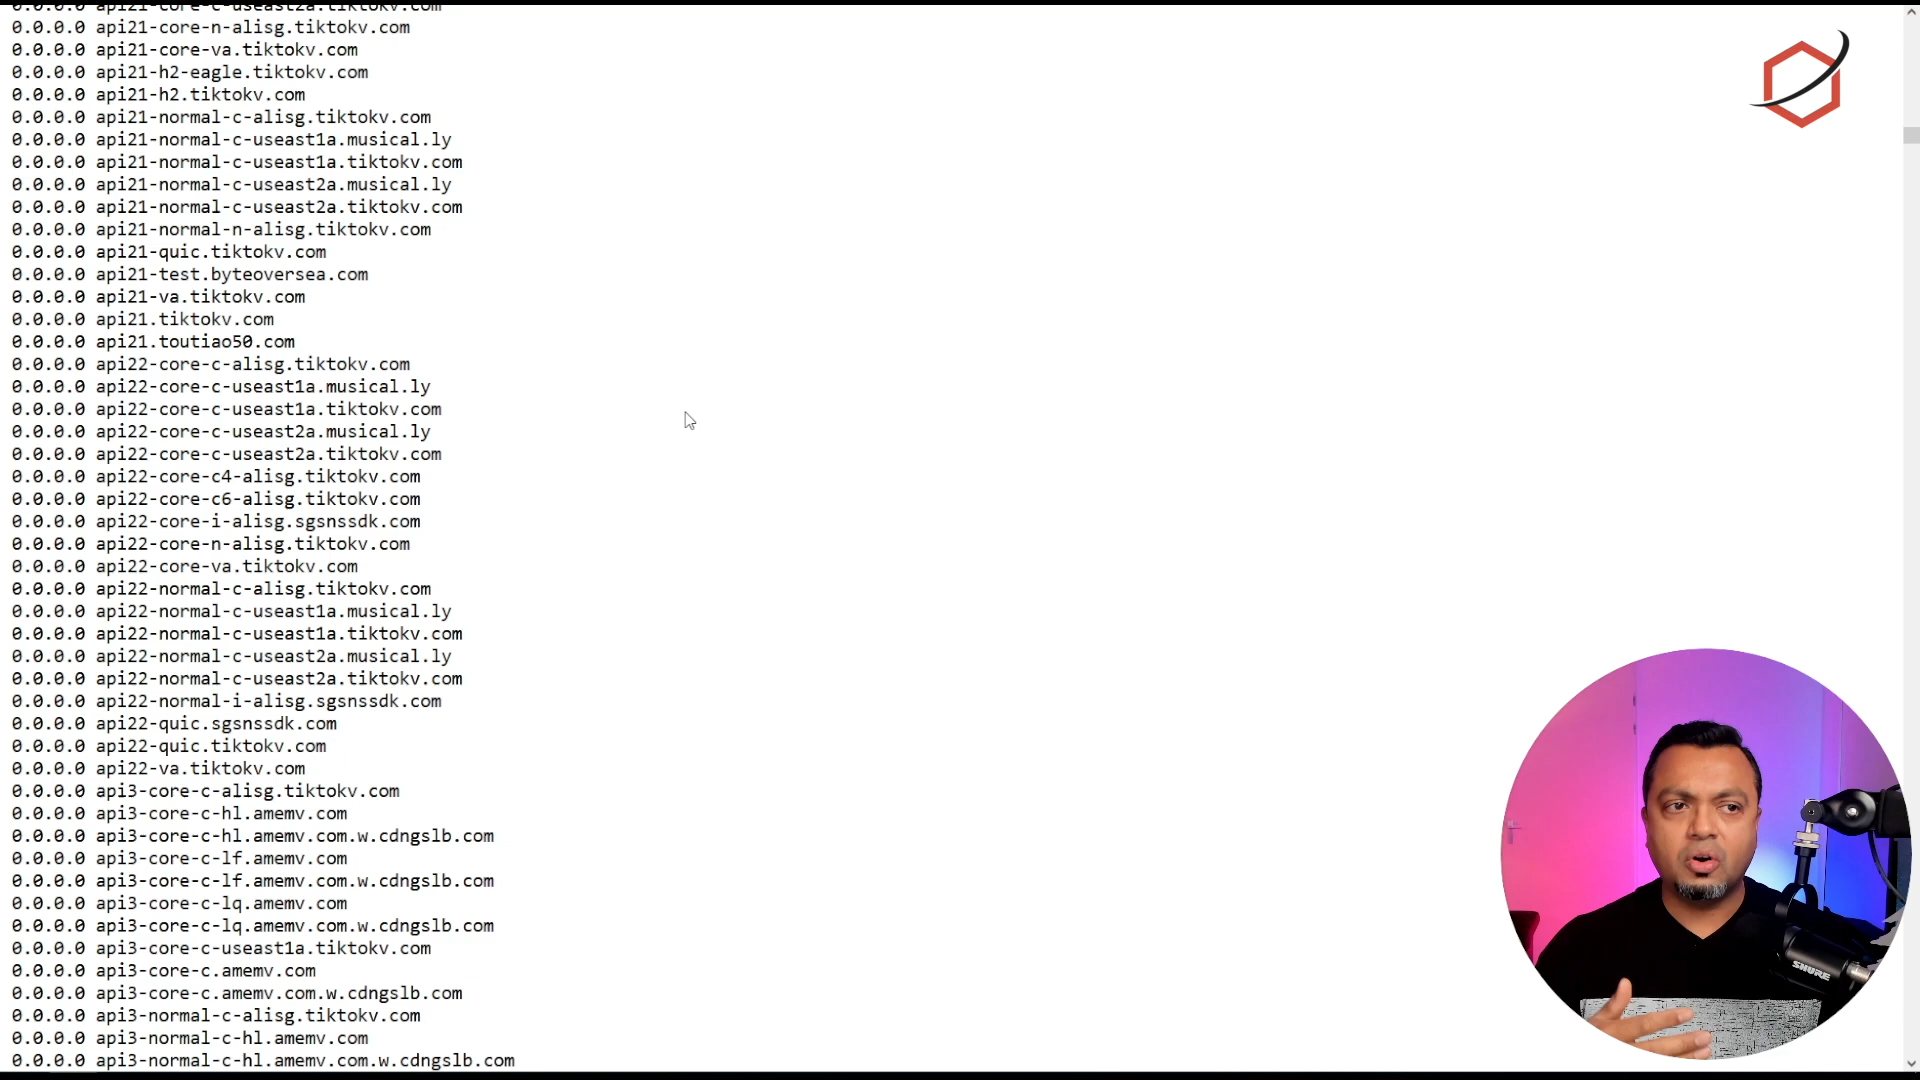 0.0.0.0 api21-core-c-useast2a.tiktokv.com
0.0.0.0 api21-core-n-alisg.tiktokv.com
0.0.0.0 api21-core-va.tiktokv.com
0.0.0.0 api21-h2-eagle.tiktokv.com
0.0.0.0 api21-h2.tiktokv.com
0.0.0.0 api21-normal-c-alisg.tiktokv.com
0.0.0.0 api21-normal-c-useast1a.musical.ly
0.0.0.0 api21-normal-c-useast1a.tiktokv.com
0.0.0.0 api21-normal-c-useast2a.musical.ly
0.0.0.0 api21-normal-c-useast2a.tiktokv.com
0.0.0.0 api21-normal-n-alisg.tiktokv.com
0.0.0.0 api21-quic.tiktokv.com
0.0.0.0 api21-test.byteoversea.com
0.0.0.0 api21-va.tiktokv.com
0.0.0.0 api21.tiktokv.com
0.0.0.0 api21.toutiao50.com
0.0.0.0 api22-core-c-alisg.tiktokv.com
0.0.0.0 api22-core-c-useast1a.musical.ly
0.0.0.0 api22-core-c-useast1a.tiktokv.com
0.0.0.0 api22-core-c-useast2a.musical.ly
0.0.0.0 api22-core-c-useast2a.tiktokv.com
0.0.0.0 api22-core-c4-alisg.tiktokv.com
0.0.0.0 api22-core-c6-alisg.tiktokv.com
0.0.0.0 api22-core-i-alisg.sgsnssdk.com
0.0.0.0 api22-core-n-alisg.tiktokv.com
0.0.0.0 api22-core-va.tiktokv.com
0.0.0.0 api22-normal-c-alisg.tiktokv.com
0.0.0.0 api22-normal-c-useast1a.musical.ly
0.0.0.0 api22-normal-c-useast1a.tiktokv.com
0.0.0.0 api22-normal-c-useast2a.musical.ly
0.0.0.0 api22-normal-c-useast2a.tiktokv.com
0.0.0.0 api22-normal-i-alisg.sgsnssdk.com
0.0.0.0 api22-quic.sgsnssdk.com
0.0.0.0 api22-quic.tiktokv.com
0.0.0.0 api22-va.tiktokv.com
0.0.0.0 api3-core-c-alisg.tiktokv.com
0.0.0.0 api3-core-c-hl.amemv.com
0.0.0.0 api3-core-c-hl.amemv.com.w.cdngslb.com
0.0.0.0 api3-core-c-lf.amemv.com
0.0.0.0 api3-core-c-lf.amemv.com.w.cdngslb.com
0.0.0.0 api3-core-c-lq.amemv.com
0.0.0.0 api3-core-c-lq.amemv.com.w.cdngslb.com
0.0.0.0 api3-core-c-useast1a.tiktokv.com
0.0.0.0 api3-core-c.amemv.com
0.0.0.0 api3-core-c.amemv.com.w.cdngslb.com
0.0.0.0 api3-normal-c-alisg.tiktokv.com
0.0.0.0 api3-normal-c-hl.amemv.com
0.0.0.0 api3-normal-c-hl.amemv.com.w.cdngslb.com
SHURE